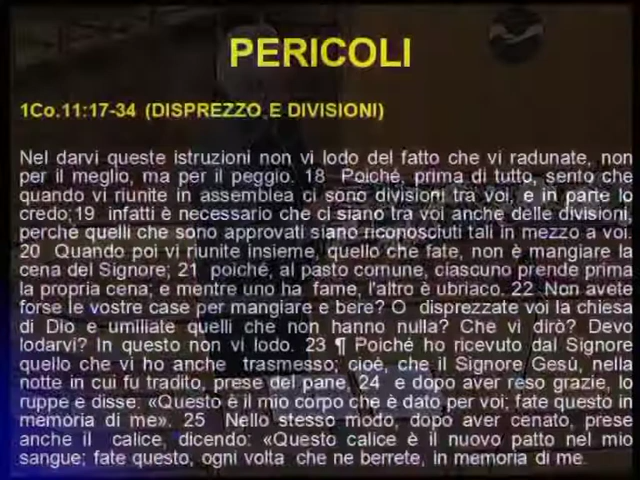 PERICOLI
1Co.11:17-34 (DISPREZZO E DIVISIONI)
Nel darvi queste istruzioni non vi lodo del fatto che vi radunate, non
per il meglio, ma per il peggio. 18 Poiché, prima di tutto, sento che
quando vi riunite in assemblea ci sono divisioni tra voi, e in parte lo
credo;19 infatti è necessario che ci siano tra voi anche delle divisioni,
perché quelli che sono approvati siano riconosciuti tali in mezzo a voi.
20 Quando poi vi riunite insieme, quello che fate, non è mangiare la
cena del Signore; 21 poiché, al pasto comune, ciascuno prende prima
la propria cena; e mentre uno ha fame, l'altro è ubriaco. 22 Non avete
forse le vostre case per mangiare e bere? O disprezzate voi la chiesa
di Dio e umiliate quelli che non hanno nulla? Che vi dirò? Devo
lodarvi? In questo non vi lodo. 23 ¶ Poiché ho ricevuto dal Signore
quello che vi ho anche trasmesso; cioè, che il Signore Gesù, nella
notte in cui fu tradito, prese del pane, 24 e dopo aver reso grazie, lo
ruppe e disse: «Questo è il mio corpo che è dato per voi; fate questo in
memoria di me». 25 Nello stesso modo, dopo aver cenato, prese
anche il calice, dicendo: «Questo calice è il nuovo patto nel mio
sangue; fate questo, ogni volta che ne berrete, in memoria di me.